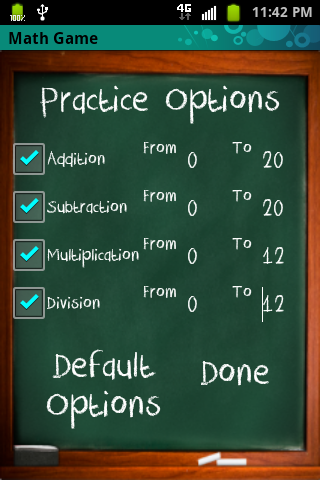 100% 4G 11:42 PM
Math Game
Practice Options
Addition From 0 To 20
Subtraction From 0 To 20
Multiplication From 0 To 12
Division From 0 To 12
Default Done
Options